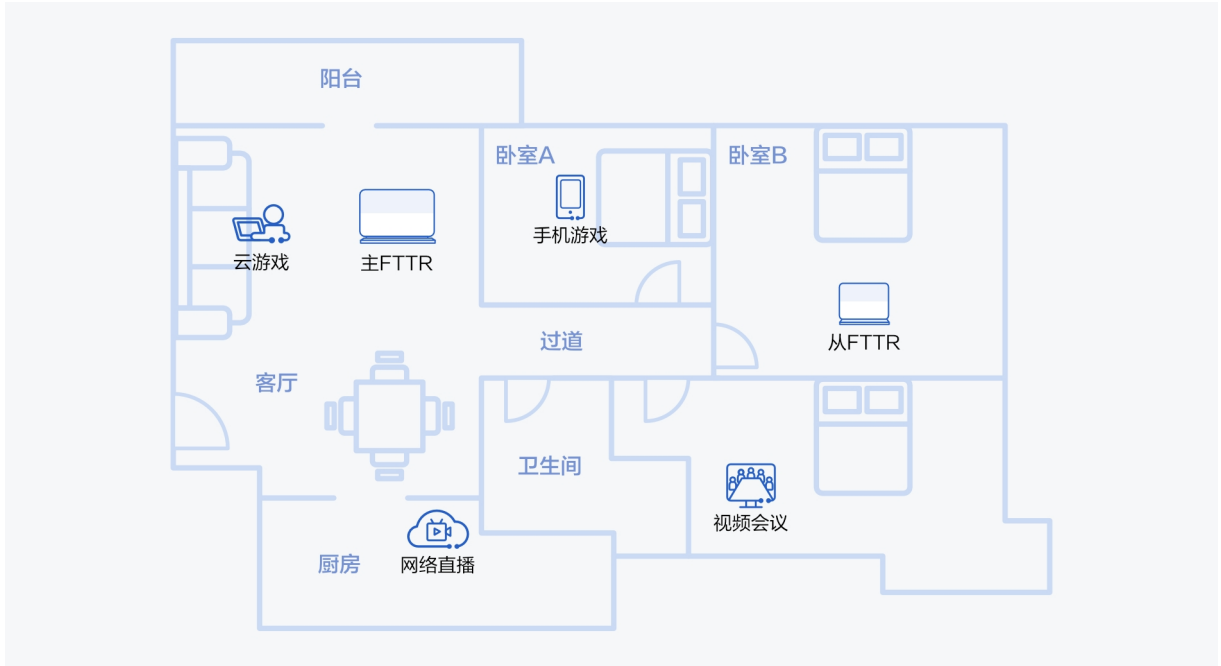 阳台
卧室A
卧室B
手机游戏
云游戏
主FTTR
过道
从FTTR
客厅
卫生间
视频会议
厨房
网络直播